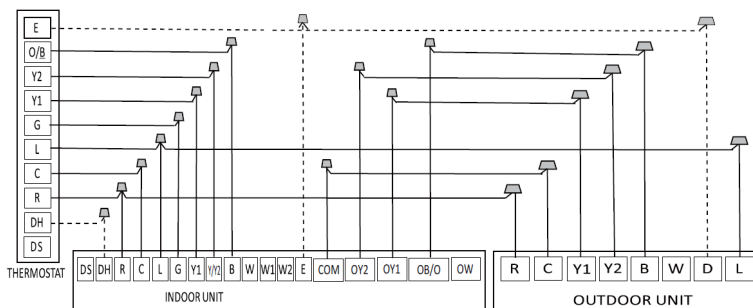 E
O/B
Y2
Y1
G
L
C
R
DH
DS
THERMOSTAT
DS DH R C L G Y1 Y/Y2 B W W1 W2 E COM OY2 OY1 OB/O OW
INDOOR UNIT
R C Y1 Y2 B W D L
OUTDOOR UNIT